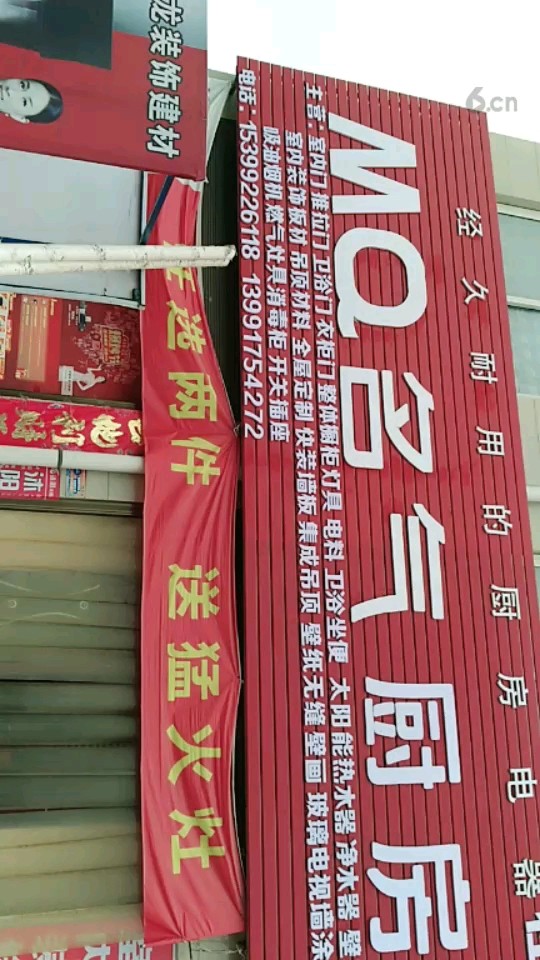 经久耐用的厨房电器
MQ名气厨房
主营：室内门 推拉门 卫浴门 衣柜门 整体橱柜 灯具 电料 卫浴坐便 太阳能热水器 净水器 壁
室内装饰板材 吊顶材料 全屋定制 快装墙板 集成吊顶 壁纸 无缝壁画 玻璃电视墙 涂
吸油烟机 燃气灶具 消毒柜 开关插座
电话：15399226118 13991754272
任选两件 送猛火灶
龙装饰建材
6.cn